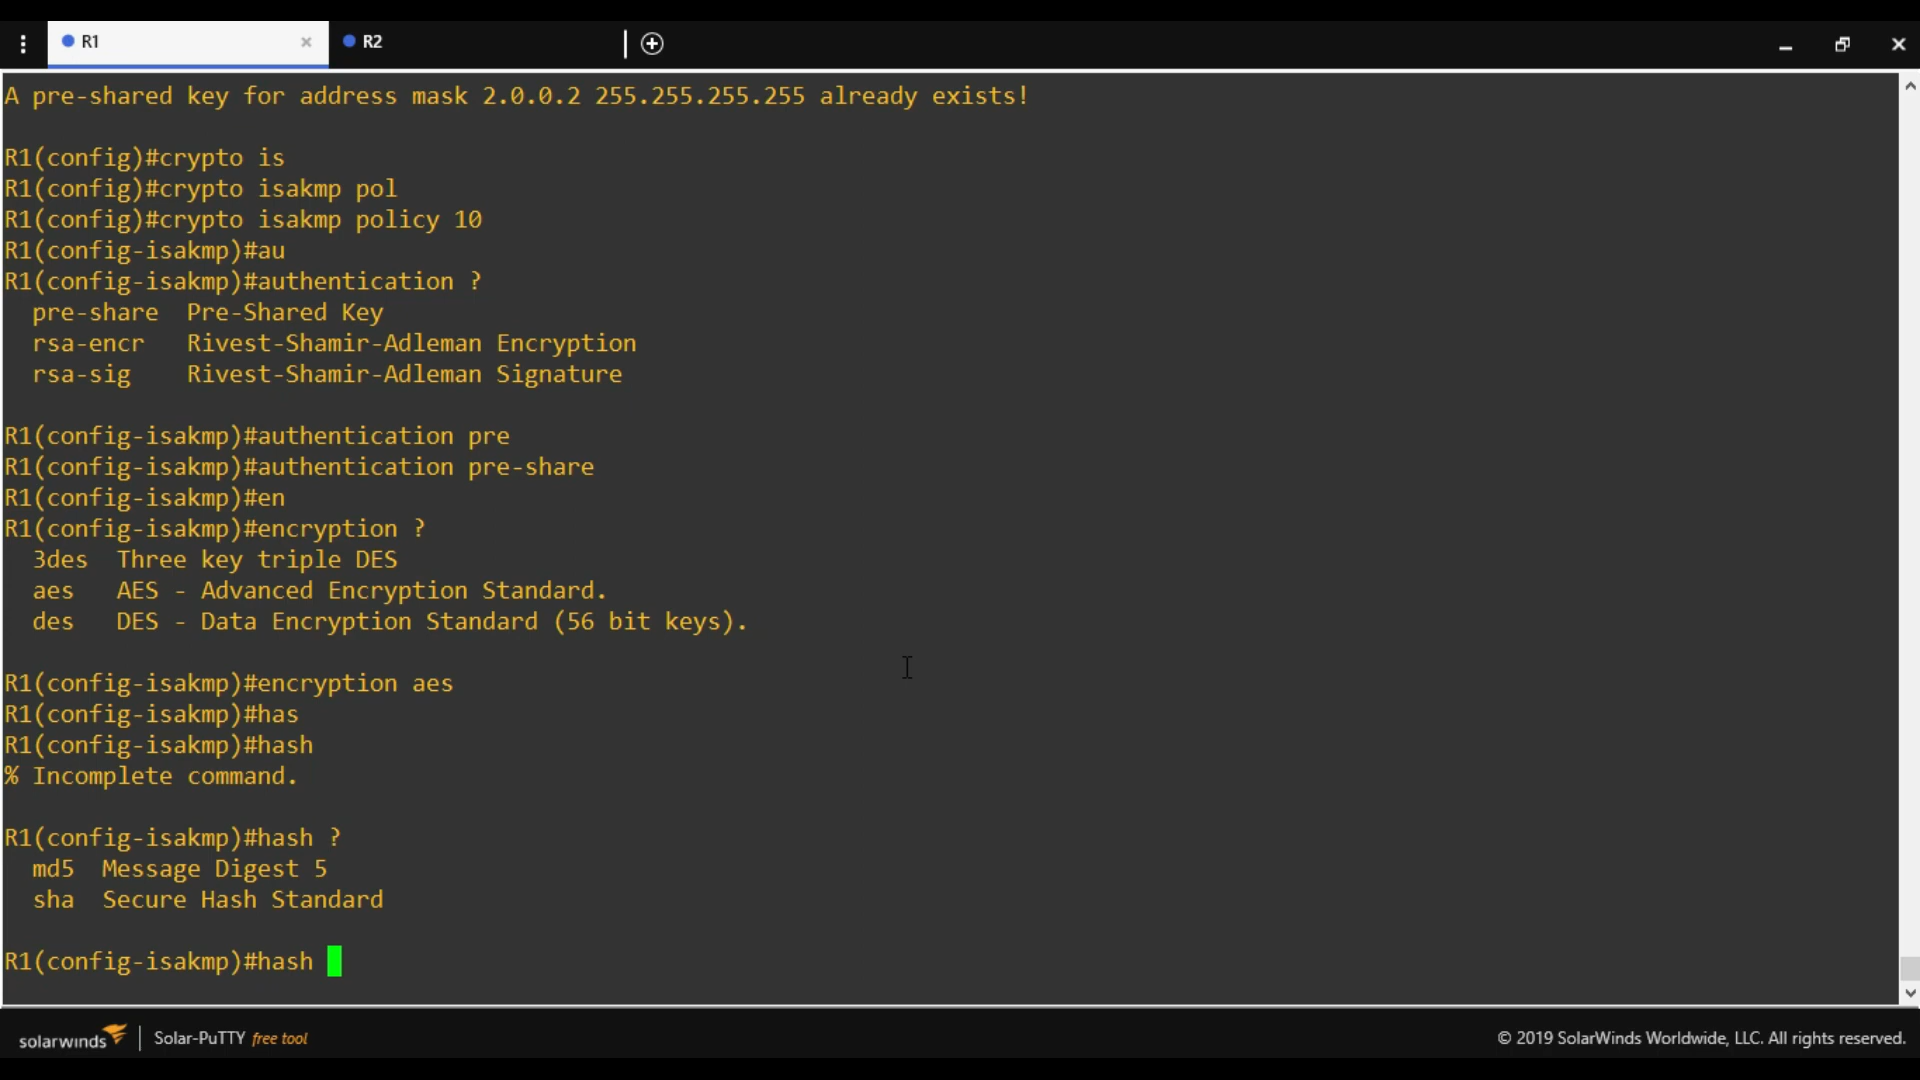 R1
R2
A pre-shared key for address mask 2.0.0.2 255.255.255.255 already exists!
R1(config)#crypto is
R1(config)#crypto isakmp pol
R1(config)#crypto isakmp policy 10
R1(config-isakmp)#au
R1(config-isakmp)#authentication ?
pre-share Pre-Shared Key
rsa-encr Rivest-Shamir-Adleman Encryption
rsa-sig Rivest-Shamir-Adleman Signature
R1(config-isakmp)#authentication pre
R1(config-isakmp)#authentication pre-share
R1(config-isakmp)#en
R1(config-isakmp)#encryption ?
3des Three key triple DES
aes AES - Advanced Encryption Standard.
des DES - Data Encryption Standard (56 bit keys).
R1(config-isakmp)#encryption aes
R1(config-isakmp)#has
R1(config-isakmp)#hash
% Incomplete command.
R1(config-isakmp)#hash ?
md5 Message Digest 5
sha Secure Hash Standard
R1(config-isakmp)#hash
solarwinds Solar-PuTTY free tool
© 2019 SolarWinds Worldwide, LLC. All rights reserved.